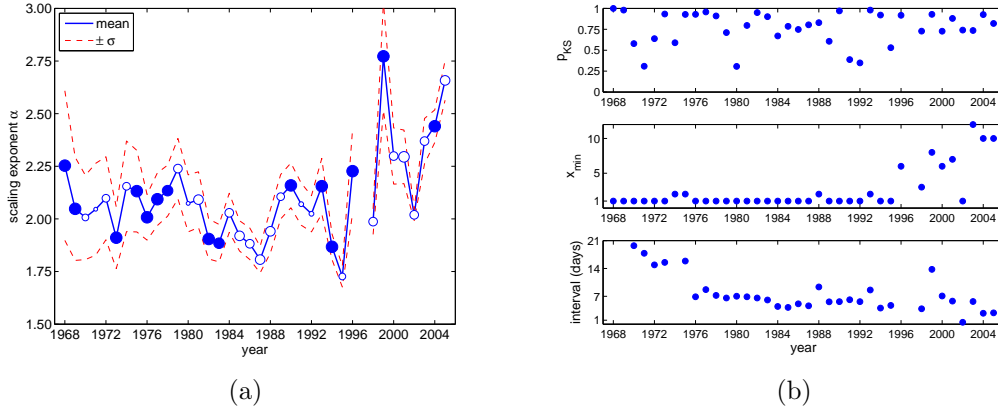 3.00
2.75
2.50
2.25
2.00
1.75
1.50
scaling exponent α
mean
± σ
1968 1972 1976 1980 1984 1988 1992 1996 2000 2004
year
(a)
1
0.75
0.5
0.25
0
pKS
1968 1972 1976 1980 1984 1988 1992 1996 2000 2004
10
5
1
xmin
1968 1972 1976 1980 1984 1988 1992 1996 2000 2004
21
14
7
1
interval (days)
1968 1972 1976 1980 1984 1988 1992 1996 2000 2004
year
(b)